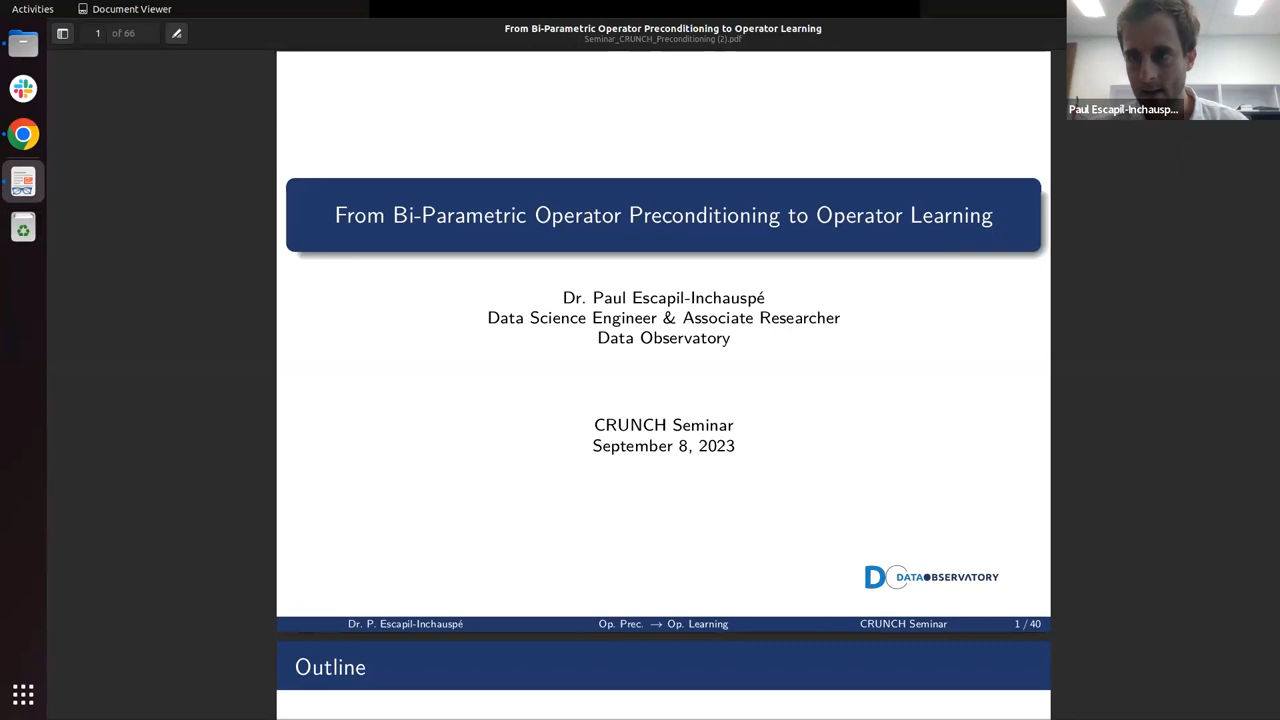 Activities
Document Viewer
1 of 66
From Bi-Parametric Operator Preconditioning to Operator Learning
Seminar_CRUNCH_Preconditioning (2).pdf
Paul Escapil-Inchausp...
From Bi-Parametric Operator Preconditioning to Operator Learning
Dr. Paul Escapil-Inchauspé
Data Science Engineer & Associate Researcher
Data Observatory
CRUNCH Seminar
September 8, 2023
DO DATAOBSERVATORY
Dr. P. Escapil-Inchauspé
Op. Prec. → Op. Learning
CRUNCH Seminar
1 / 40
Outline